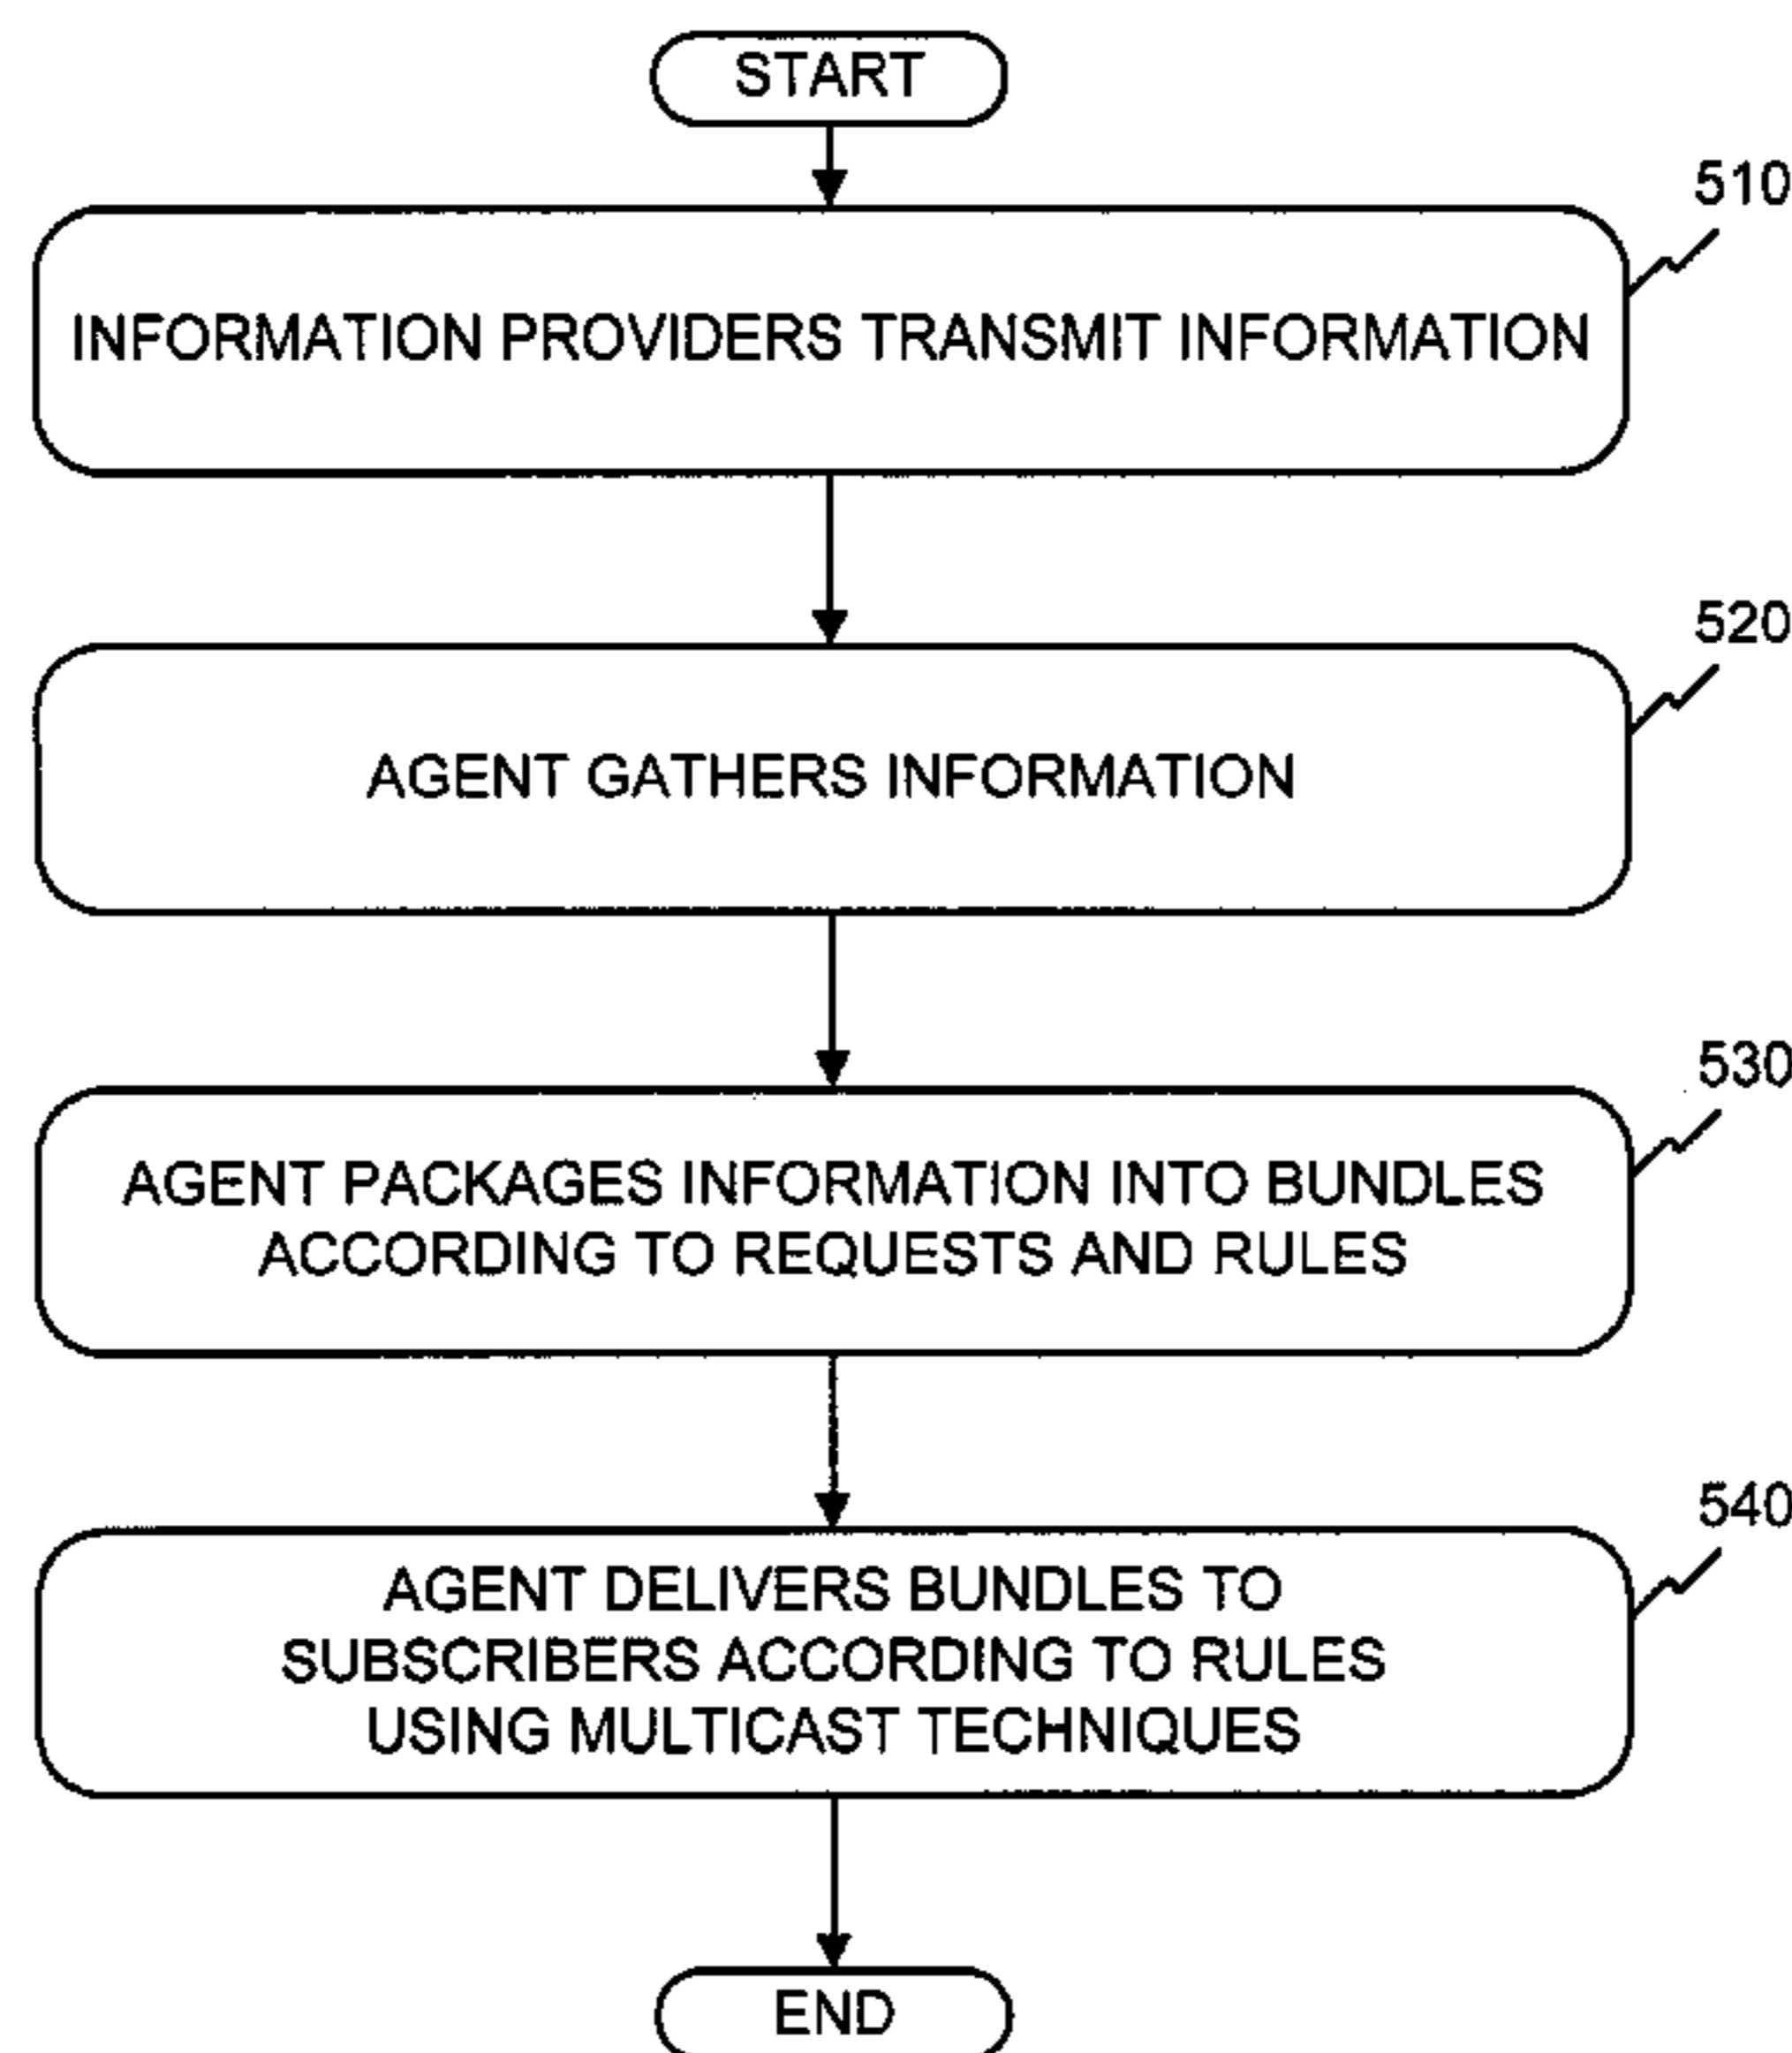 START
510
INFORMATION PROVIDERS TRANSMIT INFORMATION
520
AGENT GATHERS INFORMATION
530
AGENT PACKAGES INFORMATION INTO BUNDLES
ACCORDING TO REQUESTS AND RULES
540
AGENT DELIVERS BUNDLES TO
SUBSCRIBERS ACCORDING TO RULES
USING MULTICAST TECHNIQUES
END